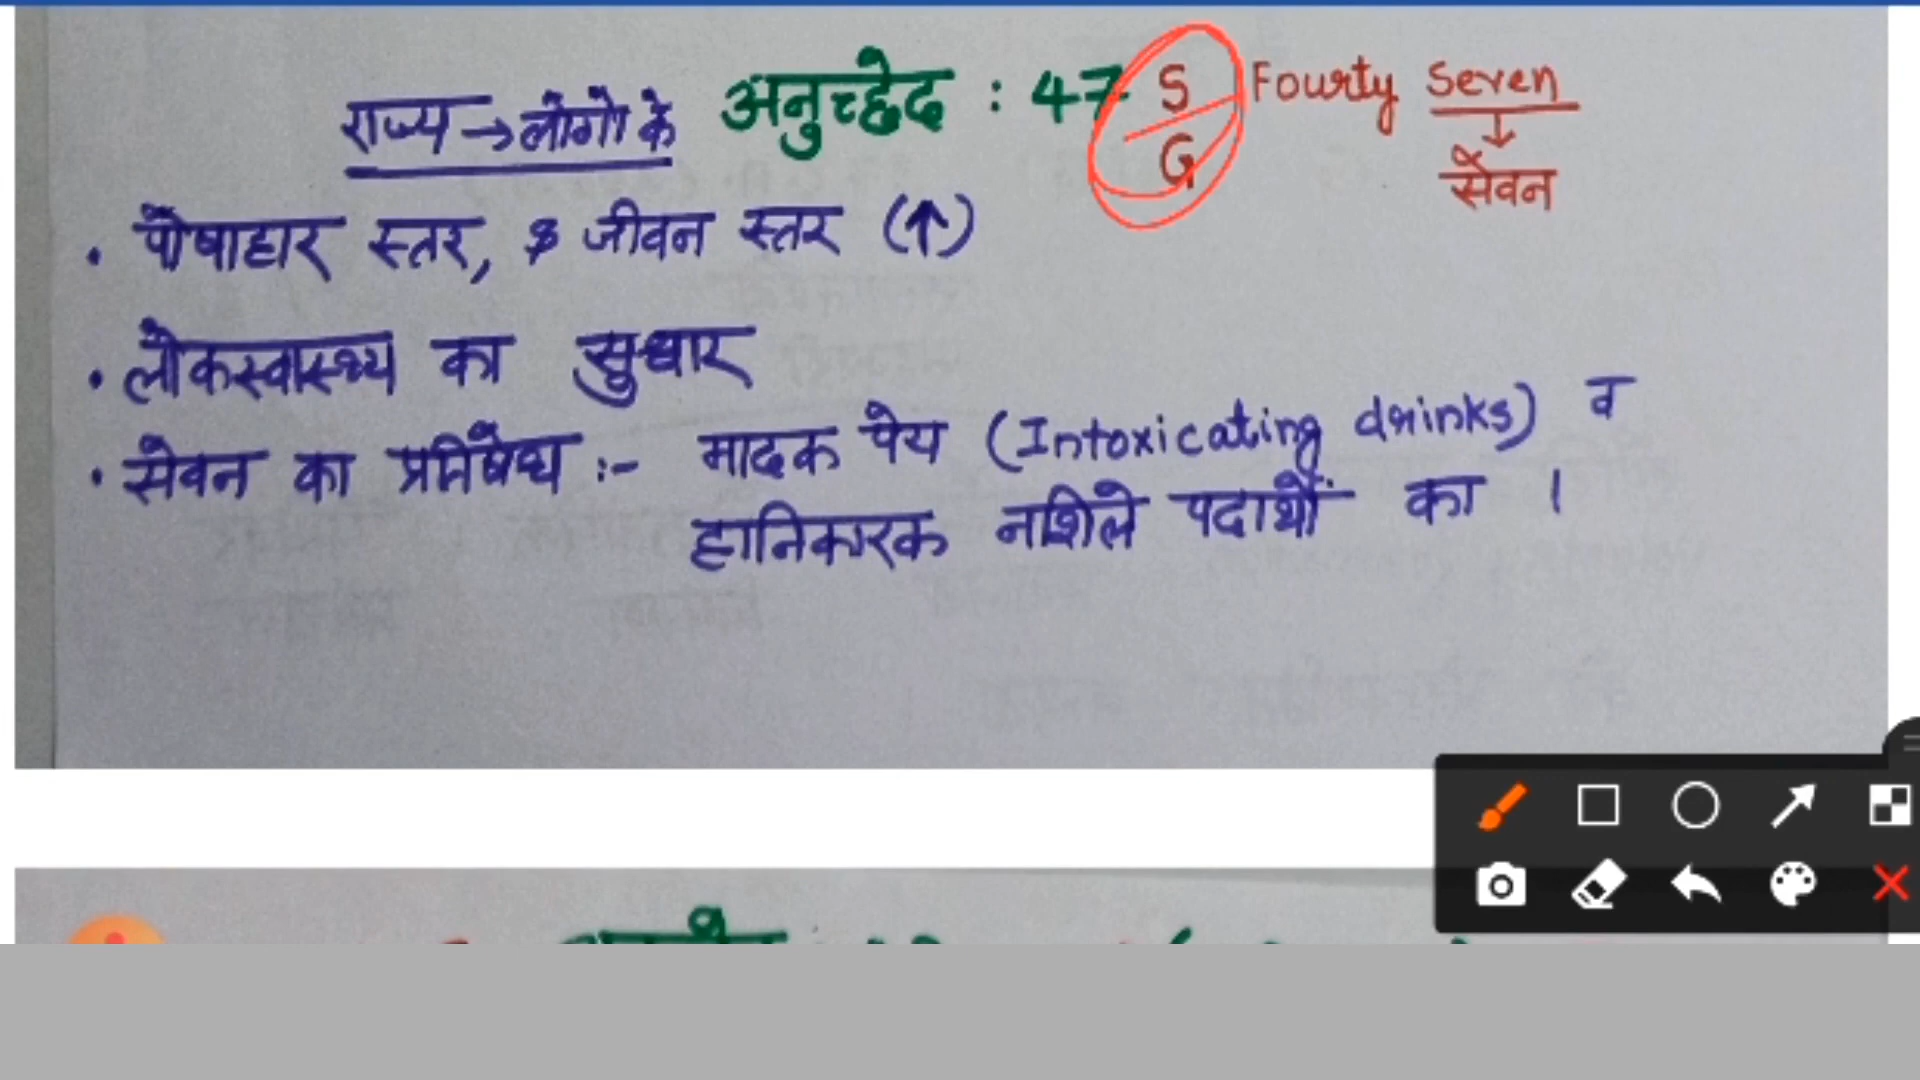 अनुच्छेद : 47 S G Fourty Seven
राज्य → लोगो के
सेवन
• पोषाहार स्तर, & जीवन स्तर (↑)
• लोकस्वास्थ्य का सुधार
• सेवन का प्रतिषेध :- मादक पेय (Intoxicating drinks) व
हानिकारक नशिले पदार्थों का ।